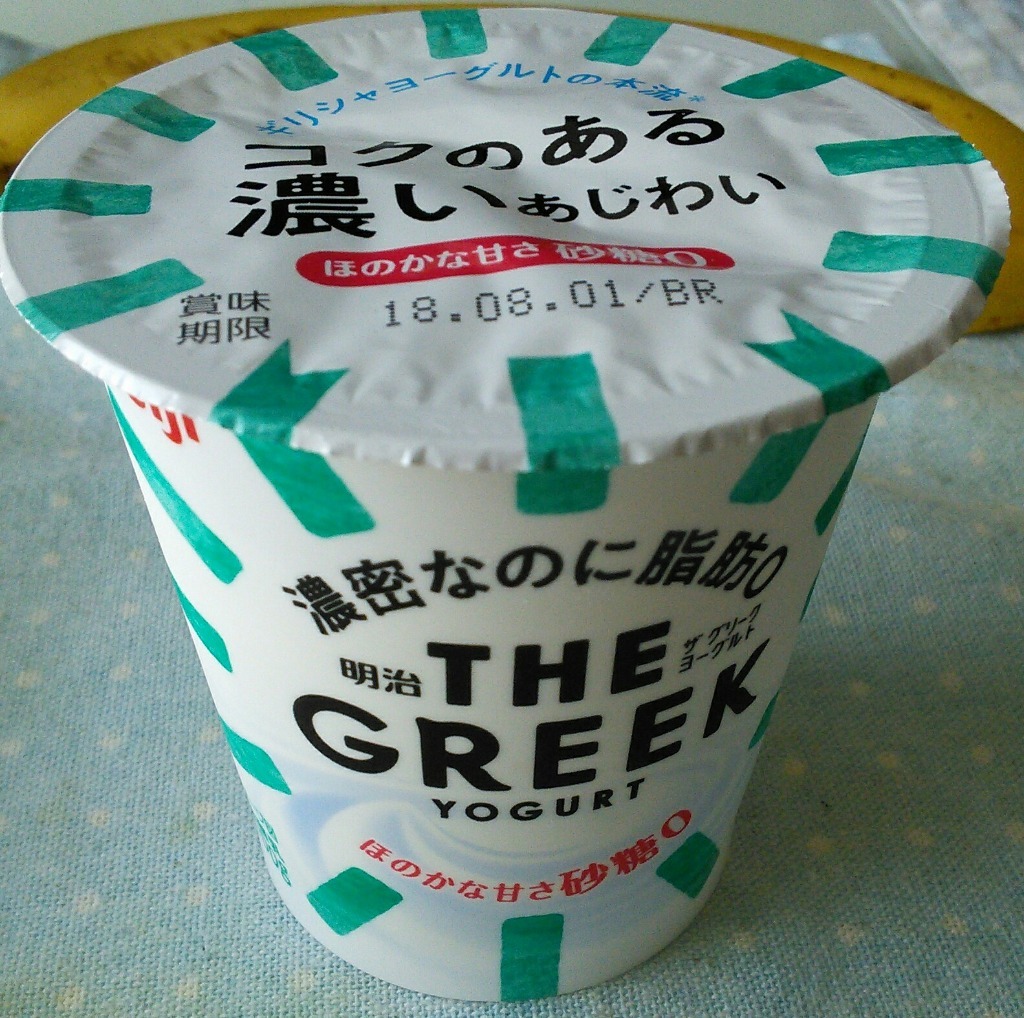 ギリシャヨーグルトの本流※
コクのある
濃いあじわい
ほのかな甘さ 砂糖0
賞味
期限
18.08.01/BR
濃密なのに脂肪0
明治 THE
ザ グリーク
ヨーグルト
GREEK
YOGURT
ほのかな甘さ砂糖0